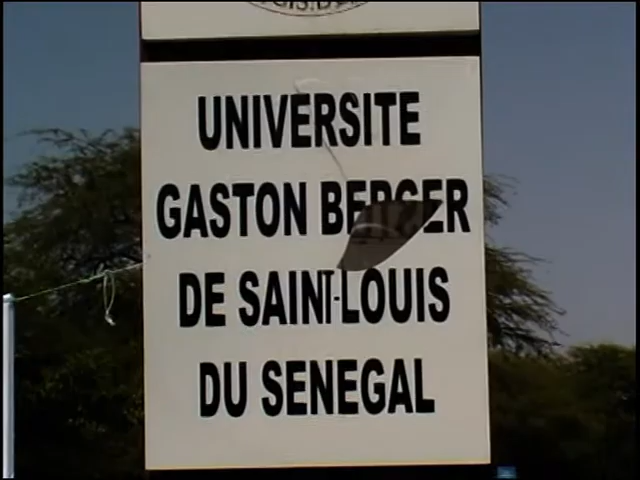 UNIVERSITE
GASTON BERGER
DE SAINT-LOUIS
DU SENEGAL